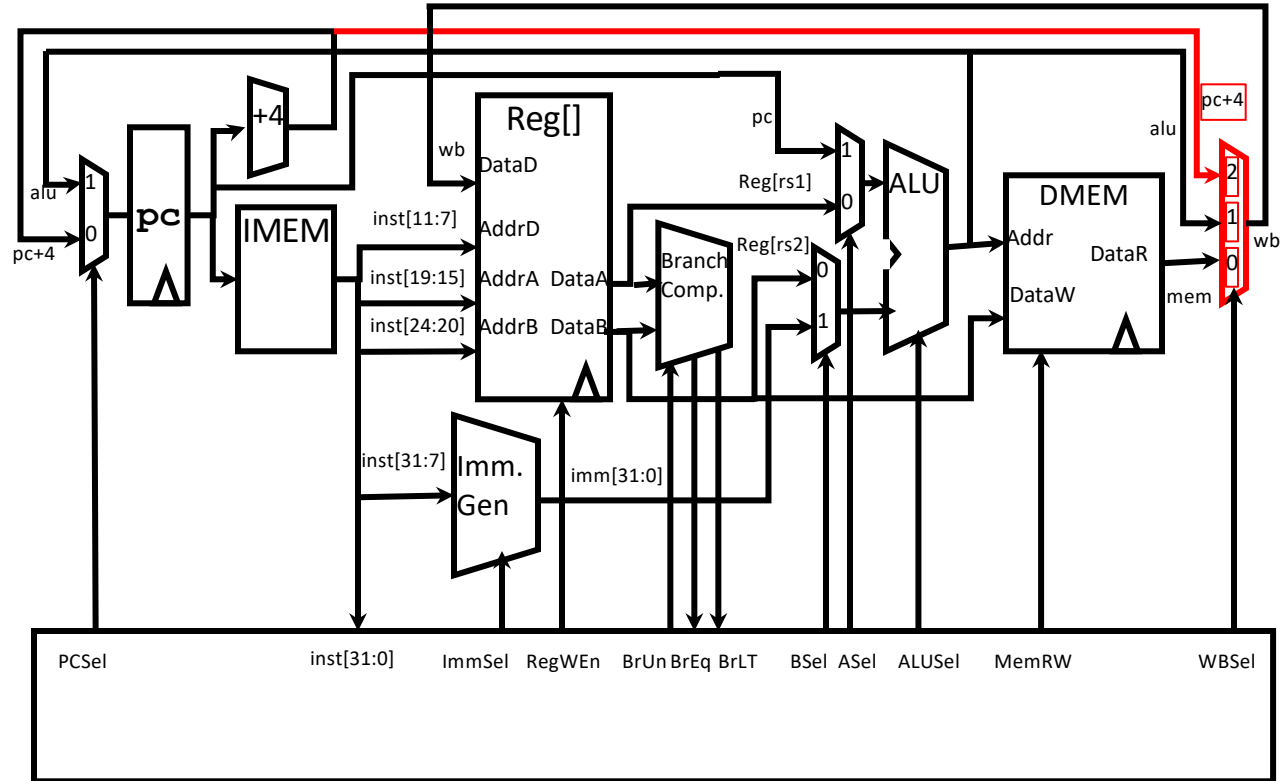 pc+4
alu
+4
Reg[]
pc
alu
wb
DataD
1
ALU
2
Reg[rs1]
DMEM
alu
1
pc
IMEM
inst[11:7]
0
1
0
AddrD
Reg[rs2]
Addr
wb
pc+4
Branch
Comp.
0
DataR
0
inst[19:15]
AddrA
DataA
DataW
mem
inst[24:20]
AddrB
DataB
1
inst[31:7]
Imm.
Gen
imm[31:0]
PCSel
inst[31:0]
ImmSel
RegWEn
BrUn
BrEq
BrLT
BSel
ASel
ALUSel
MemRW
WBSel